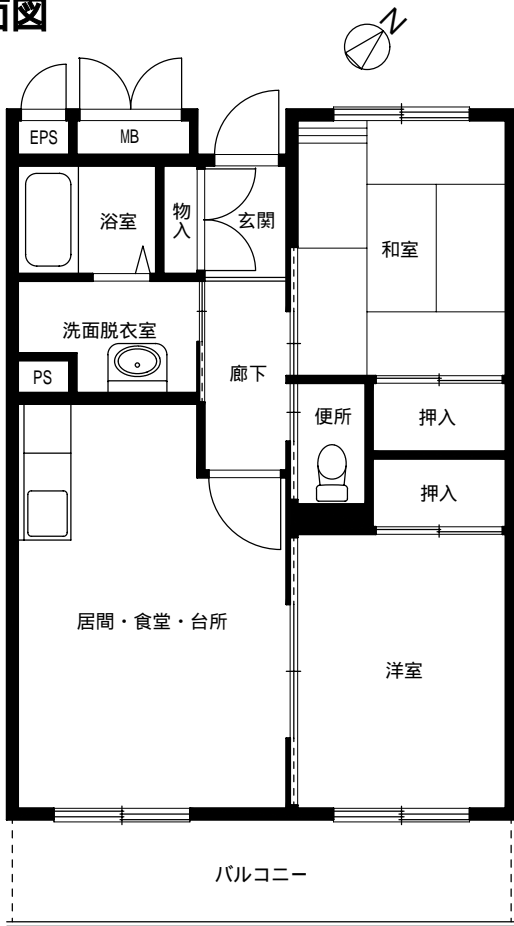 面図
N
EPS
MB
浴室
物入
玄関
和室
洗面脱衣室
PS
廊下
便所
押入
押入
居間・食堂・台所
洋室
バルコニー